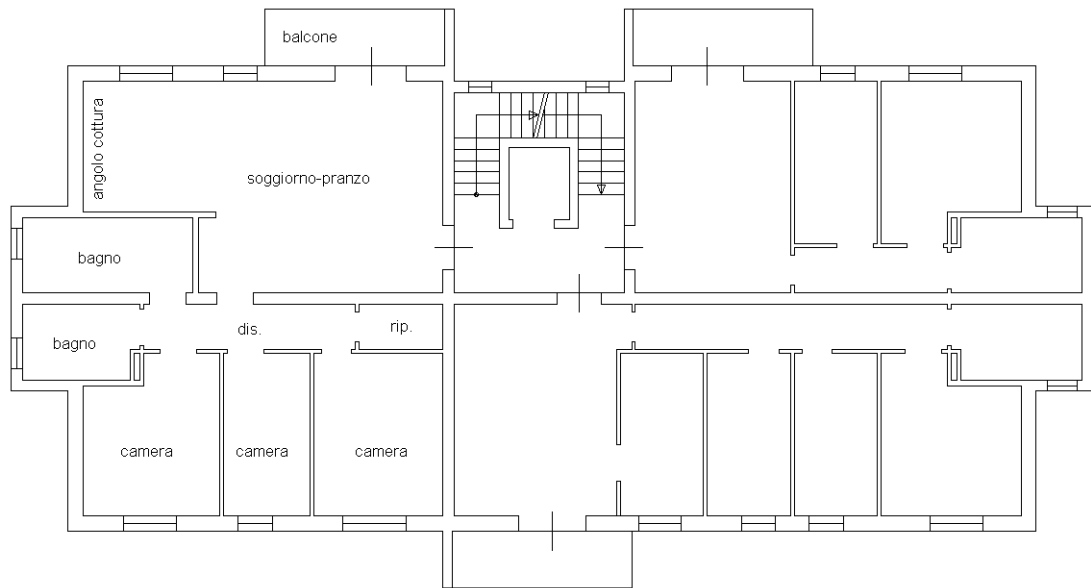 balcone
angolo cottura
soggiorno-pranzo
bagno
dis.
rip.
bagno
camera
camera
camera